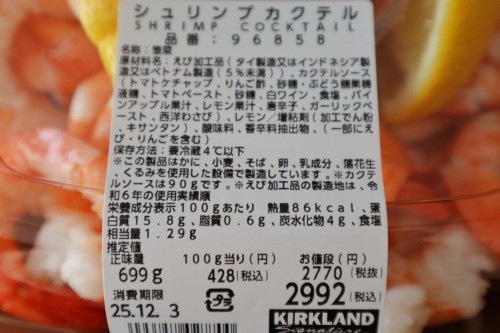 シュリンプカクテル
SHRIMP COCKTAIL
品番：96858
名称：惣菜
原材料名：えび加工品（タイ製造又はインドネシア製
造又はベトナム製造（5％未満））、カクテルソース
（トマトケチャップ、りんご酢、砂糖・ぶどう糖果糖
液糖、トマトペースト、砂糖、白ワイン、食塩、パイ
ンアップル果汁、レモン果汁、唐辛子、ガーリックペ
ースト、西洋わさび）、レモン／増粘剤（加工でん粉
、キサンタン）、酸味料、香辛料抽出物、（一部にえ
び・りんごを含む）
保存方法：要冷蔵4℃以下
※この製品はかに、小麦、そば、卵、乳成分、落花生
、くるみを使用した設備で製造しています。※カクテ
ルソースは90gです。※えび加工品の製造地は、令
和6年の使用実績順
栄養成分表示100gあたり 熱量86kcal、蛋
白質15.8g、脂質0.6g、炭水化物4g、食塩
相当量1.29g
推定値
正味量 100g当り（円） お値段（円）
699g 428(税込) 2770(税抜)
消費期限 2992(税込)
25.12.3 プラ KIRKLAND
Signature